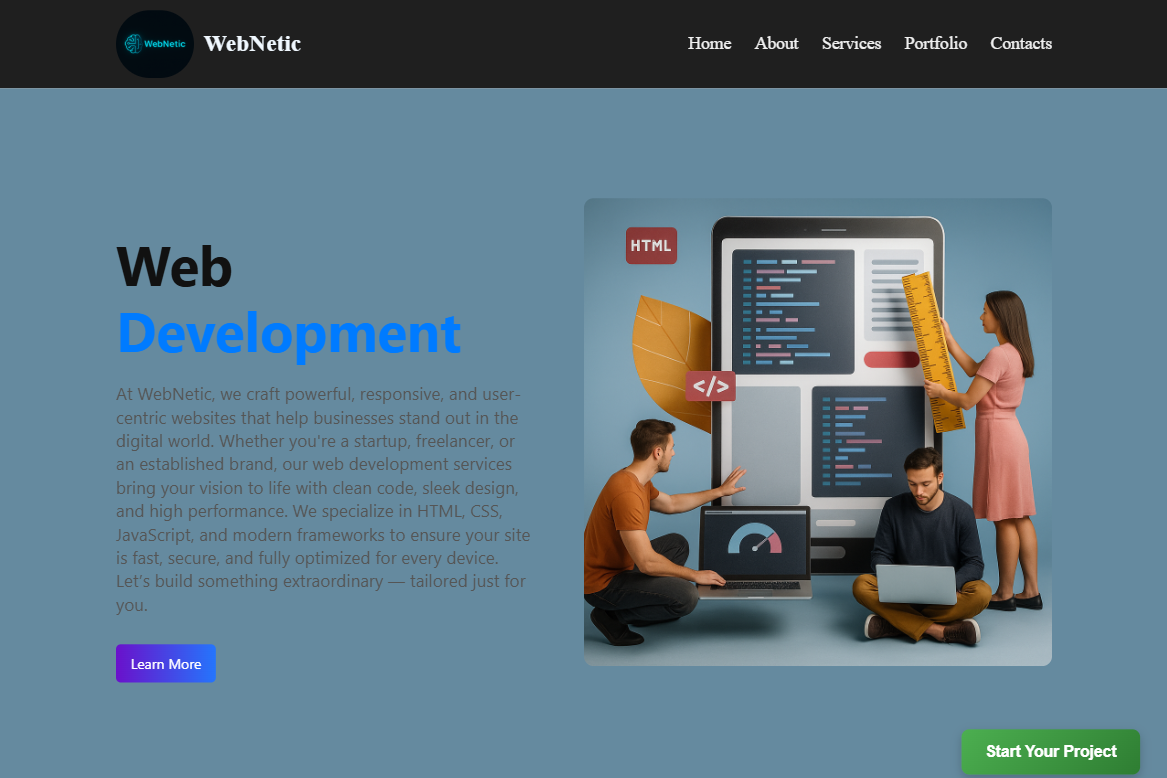 WebNetic
WebNetic
Home
About
Services
Portfolio
Contacts
Web
Development
At WebNetic, we craft powerful, responsive, and user-
centric websites that help businesses stand out in the
digital world. Whether you're a startup, freelancer, or
an established brand, our web development services
bring your vision to life with clean code, sleek design,
and high performance. We specialize in HTML, CSS,
JavaScript, and modern frameworks to ensure your site
is fast, secure, and fully optimized for every device.
Let's build something extraordinary — tailored just for
you.
Learn More
HTML
</>
Start Your Project